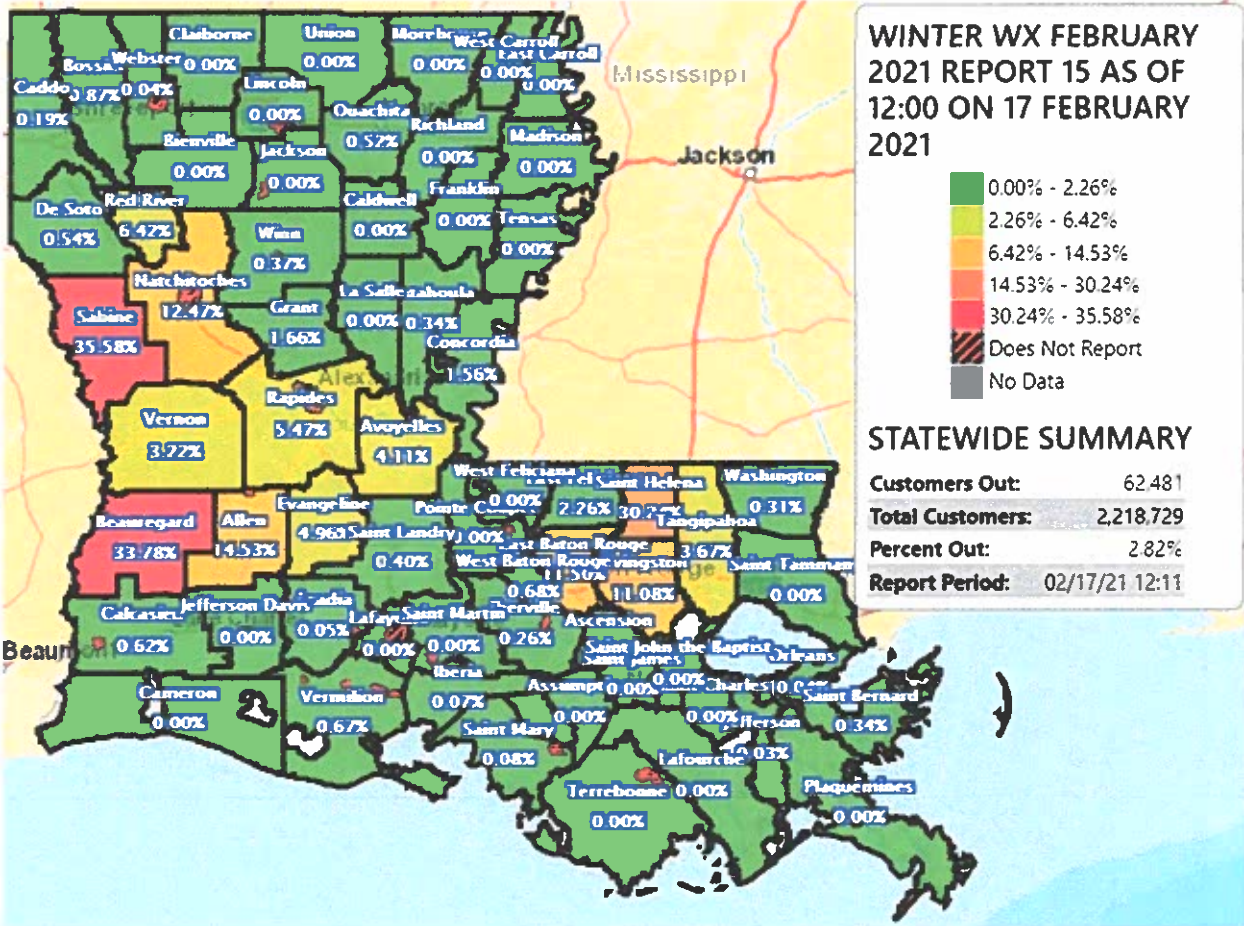 WINTER WX FEBRUARY
2021 REPORT 15 AS OF
12:00 ON 17 FEBRUARY
2021
0.00% - 2.26%
2.26% - 6.42%
6.42% - 14.53%
14.53% - 30.24%
30.24% - 35.58%
Does Not Report
No Data
STATEWIDE SUMMARY
Customers Out: 62,481
Total Customers: 2,218,729
Percent Out: 2.82%
Report Period: 02/17/21 12:11
Mississippi
Jackson
Caddo
0.19%
0.87%
Webster
0.04%
Claiborne
0.00%
Union
0.00%
0.00%
West Carroll
0.00%
East Carroll
0.00%
Lincoln
0.00%
Ouachita
0.52%
Richland
0.00%
Madison
0.00%
Bienville
0.00%
Jackson
0.00%
Caldwell
0.00%
Franklin
0.00%
Tensas
0.00%
De Soto
0.54%
Red River
6.42%
Winn
0.37%
Natchitoches
12.47%
Sabine
35.58%
Grant
1.66%
La Salle
0.00%
0.34%
Concordia
1.56%
Vernon
3.22%
Rapides
5.47%
Avoyelles
4.11%
Beauregard
33.78%
Allen
14.53%
Evangeline
4.96%
Saint Landry
0.40%
West Feliciana
0.00%
2.26%
Saint Helena
Tangipahoa
3.67%
Washington
0.31%
East Baton Rouge
West Baton Rouge
0.68%
11.08%
0.00%
0.62%
Jefferson Davis
0.00%
0.05%
0.00%
Saint Martin
0.00%
0.26%
Ascension
Saint John the Baptist
0.00%
Saint James
0.00%
Orleans
Iberia
0.07%
0.00%
0.00%
Saint Bernard
0.34%
Cameron
0.00%
Vermilion
0.67%
Saint Mary
0.08%
Lafourche
0.00%
Terrebonne
0.00%
Plaquemines
0.00%